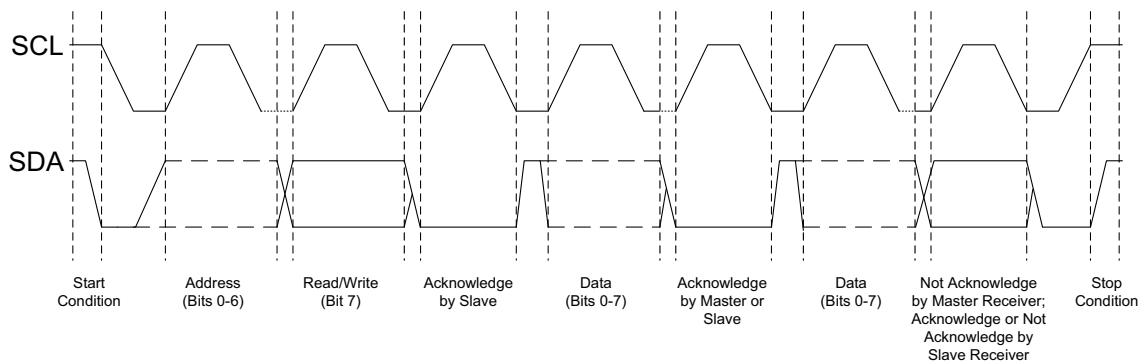 SCL
SDA
Start
Condition
Address
(Bits 0-6)
Read/Write
(Bit 7)
Acknowledge
by Slave
Data
(Bits 0-7)
Acknowledge
by Master or
Slave
Data
(Bits 0-7)
Not Acknowledge
by Master Receiver;
Acknowledge or Not
Acknowledge by
Slave Receiver
Stop
Condition